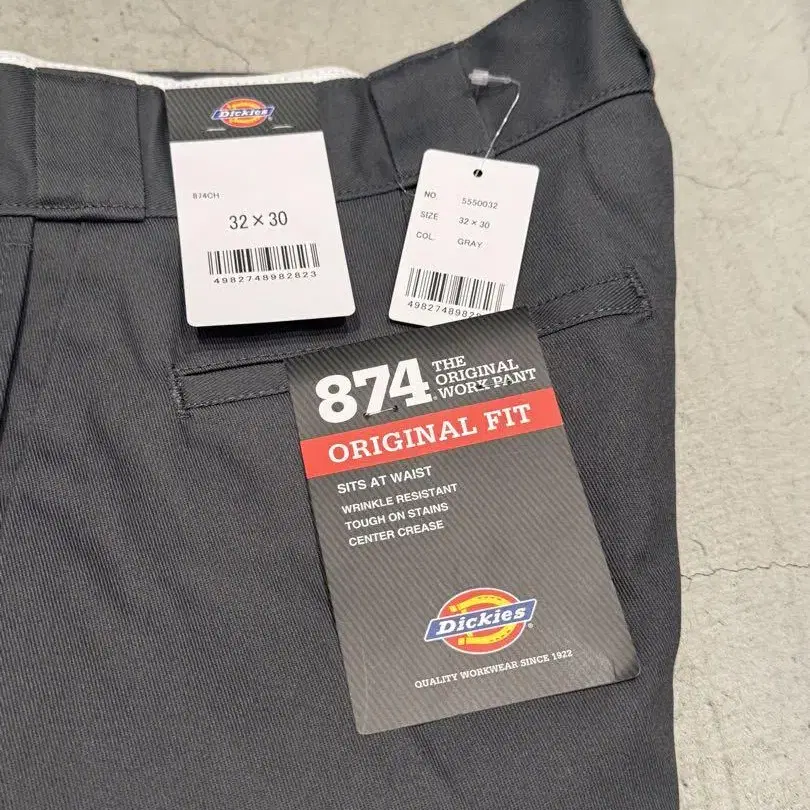 Dickies
874CH
32×30
4982748982823
NO. 5550032
SIZE 32×30
COL. GRAY
874 THE ORIGINAL WORK PANT
ORIGINAL FIT
SITS AT WAIST
WRINKLE RESISTANT
TOUGH ON STAINS
CENTER CREASE
Dickies
QUALITY WORKWEAR SINCE 1922